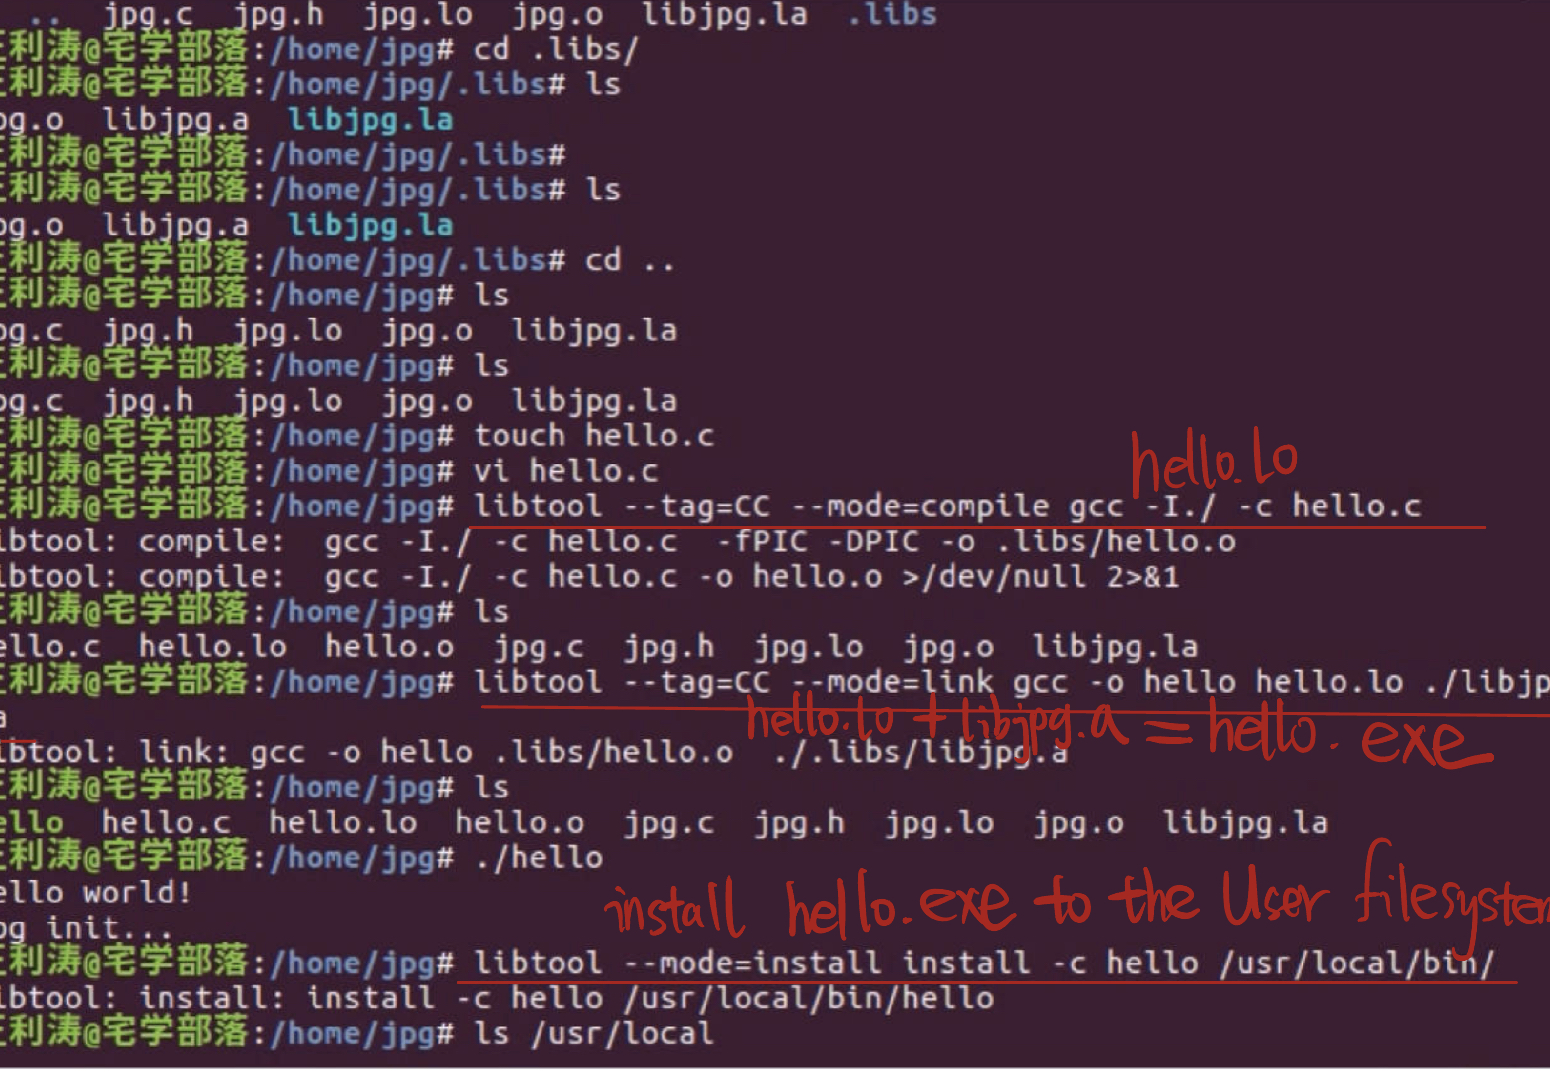 .. jpg.c jpg.h jpg.lo jpg.o libjpg.la .libs
利涛@宅学部落:/home/jpg# cd .libs/
利涛@宅学部落:/home/jpg/.libs# ls
pg.o libjpg.a libjpg.la
利涛@宅学部落:/home/jpg/.libs#
利涛@宅学部落:/home/jpg/.libs# ls
pg.o libjpg.a libjpg.la
利涛@宅学部落:/home/jpg/.libs# cd ..
利涛@宅学部落:/home/jpg# ls
pg.c jpg.h jpg.lo jpg.o libjpg.la
利涛@宅学部落:/home/jpg# ls
pg.c jpg.h jpg.lo jpg.o libjpg.la
利涛@宅学部落:/home/jpg# touch hello.c
利涛@宅学部落:/home/jpg# vi hello.c
hello.lo
利涛@宅学部落:/home/jpg# libtool --tag=CC --mode=compile gcc -I./ -c hello.c
ibtool: compile: gcc -I./ -c hello.c -fPIC -DPIC -o .libs/hello.o
ibtool: compile: gcc -I./ -c hello.c -o hello.o >/dev/null 2>&1
利涛@宅学部落:/home/jpg# ls
ello.c hello.lo hello.o jpg.c jpg.h jpg.lo jpg.o libjpg.la
利涛@宅学部落:/home/jpg# libtool --tag=CC --mode=link gcc -o hello hello.lo ./libjp
a
hello.lo + libjpg.a = hello. exe
ibtool: link: gcc -o hello .libs/hello.o ./.libs/libjpg.a
利涛@宅学部落:/home/jpg# ls
ello hello.c hello.lo hello.o jpg.c jpg.h jpg.lo jpg.o libjpg.la
利涛@宅学部落:/home/jpg# ./hello
ello world!
install hello.exe to the User filesystem
pg init...
利涛@宅学部落:/home/jpg# libtool --mode=install install -c hello /usr/local/bin/
ibtool: install: install -c hello /usr/local/bin/hello
利涛@宅学部落:/home/jpg# ls /usr/local